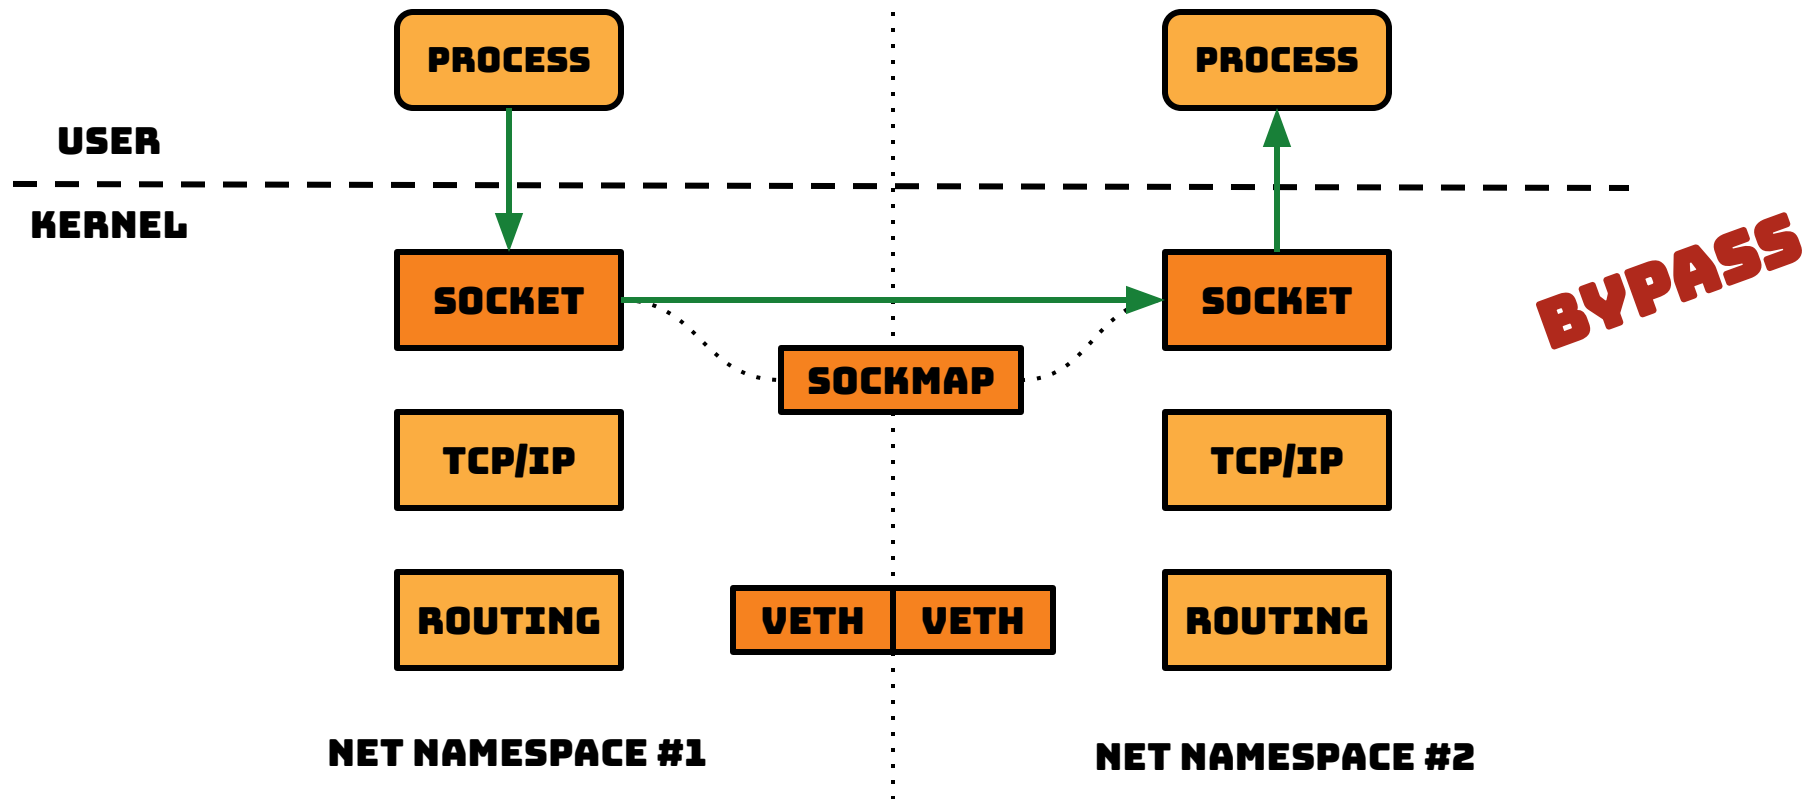 PROCESS
PROCESS
USER
KERNEL
SOCKET
SOCKET
BYPASS
SOCKMAP
TCP/IP
TCP/IP
ROUTING
VETH
VETH
ROUTING
NET NAMESPACE #1
NET NAMESPACE #2